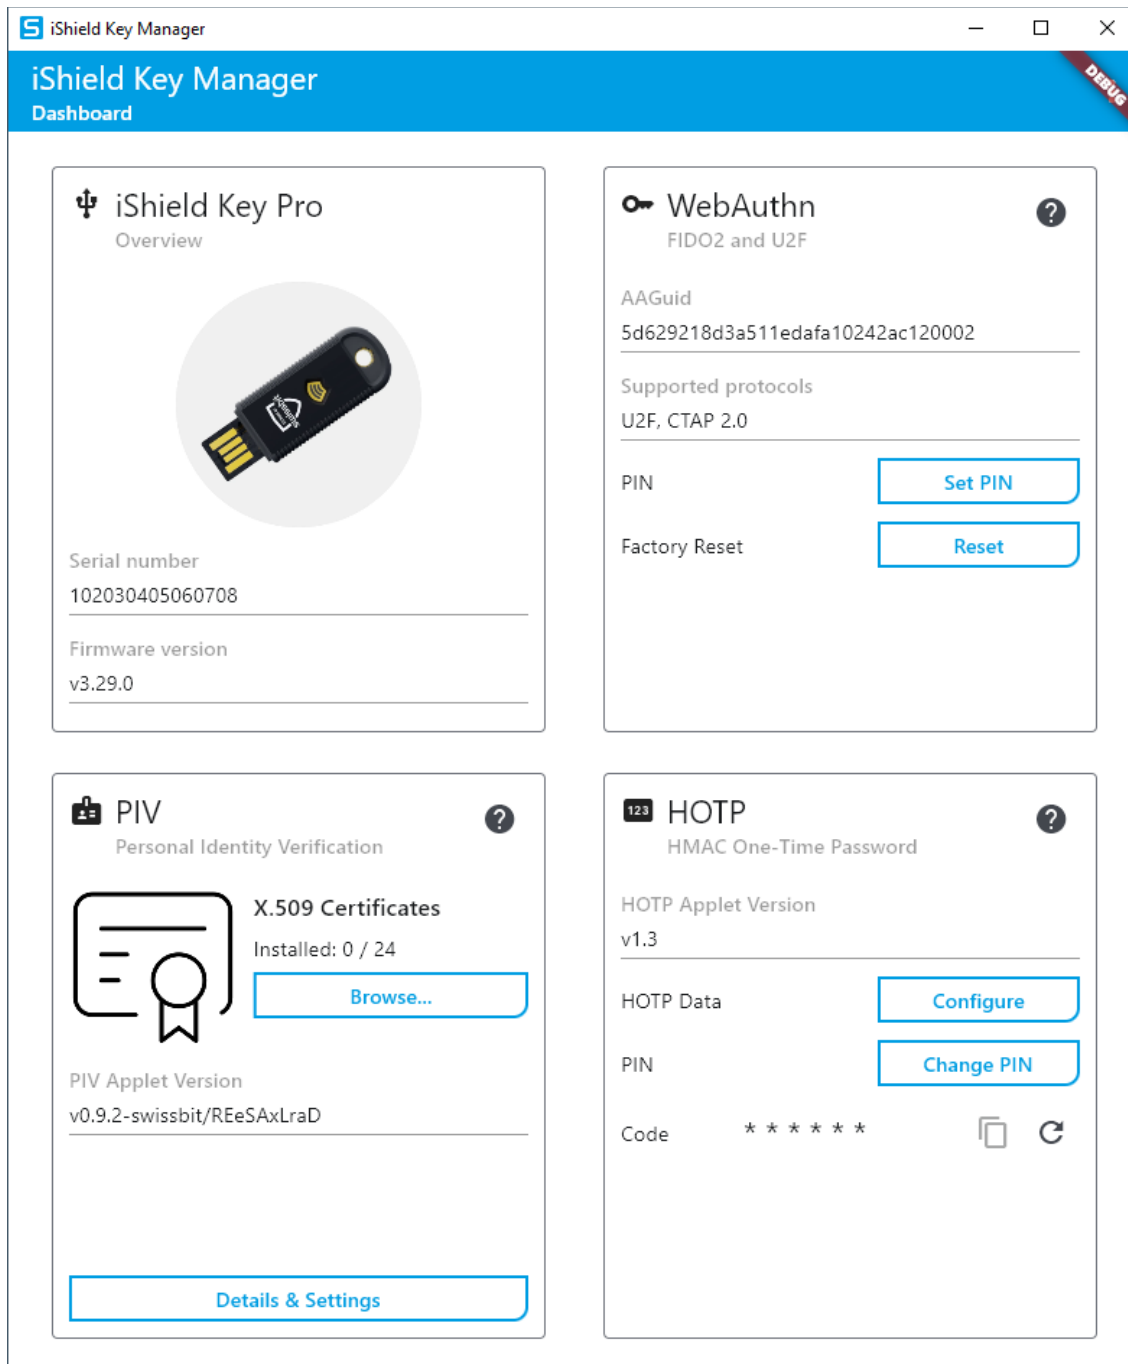 iShield Key Manager
iShield Key Manager
Dashboard
DEBUG
iShield Key Pro
Overview
swissbit
Serial number
102030405060708
Firmware version
v3.29.0
WebAuthn
FIDO2 and U2F
AAGuid
5d629218d3a511edafa10242ac120002
Supported protocols
U2F, CTAP 2.0
PIN
Set PIN
Factory Reset
Reset
PIV
Personal Identity Verification
X.509 Certificates
Installed: 0 / 24
Browse...
PIV Applet Version
v0.9.2-swissbit/REeSAxLraD
Details & Settings
123
HOTP
HMAC One-Time Password
HOTP Applet Version
v1.3
HOTP Data
Configure
PIN
Change PIN
Code * * * * * *